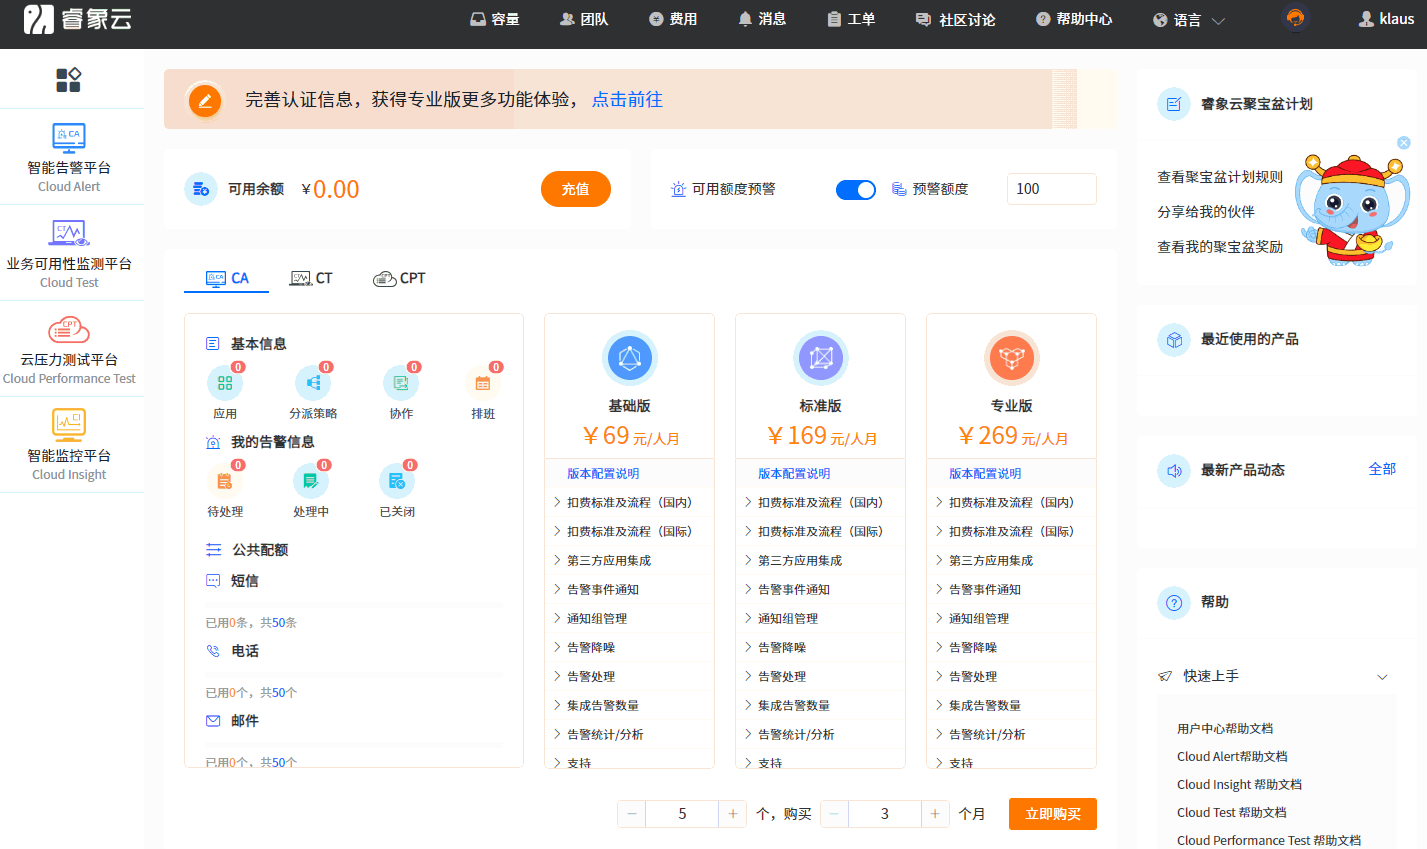 睿象云
容量
团队
费用
消息
工单
社区讨论
帮助中心
语言
klaus
CA
智能告警平台
Cloud Alert
CT
业务可用性监测平台
Cloud Test
CPT
云压力测试平台
Cloud Performance Test
CI
智能监控平台
Cloud Insight
完善认证信息，获得专业版更多功能体验， 点击前往
可用余额 ￥0.00
充值
可用额度预警
预警额度
100
CA
CT
CPT
基本信息
0 0 0 0
应用 分派策略 协作 排班
我的告警信息
0 0 0
待处理 处理中 已关闭
公共配额
短信
已用0条，共50条
电话
已用0个，共50个
邮件
已用0个，共50个
基础版
￥69 元/人月
版本配置说明
扣费标准及流程（国内）
扣费标准及流程（国际）
第三方应用集成
告警事件通知
通知组管理
告警降噪
告警处理
集成告警数量
告警统计/分析
支持
标准版
￥169 元/人月
版本配置说明
扣费标准及流程（国内）
扣费标准及流程（国际）
第三方应用集成
告警事件通知
通知组管理
告警降噪
告警处理
集成告警数量
告警统计/分析
支持
专业版
￥269 元/人月
版本配置说明
扣费标准及流程（国内）
扣费标准及流程（国际）
第三方应用集成
告警事件通知
通知组管理
告警降噪
告警处理
集成告警数量
告警统计/分析
支持
− 5 + 个，购买 − 3 + 个月 立即购买
睿象云聚宝盆计划
查看聚宝盆计划规则
分享给我的伙伴
查看我的聚宝盆奖励
最近使用的产品
最新产品动态 全部
帮助
快速上手
用户中心帮助文档
Cloud Alert帮助文档
Cloud Insight 帮助文档
Cloud Test 帮助文档
Cloud Performance Test 帮助文档